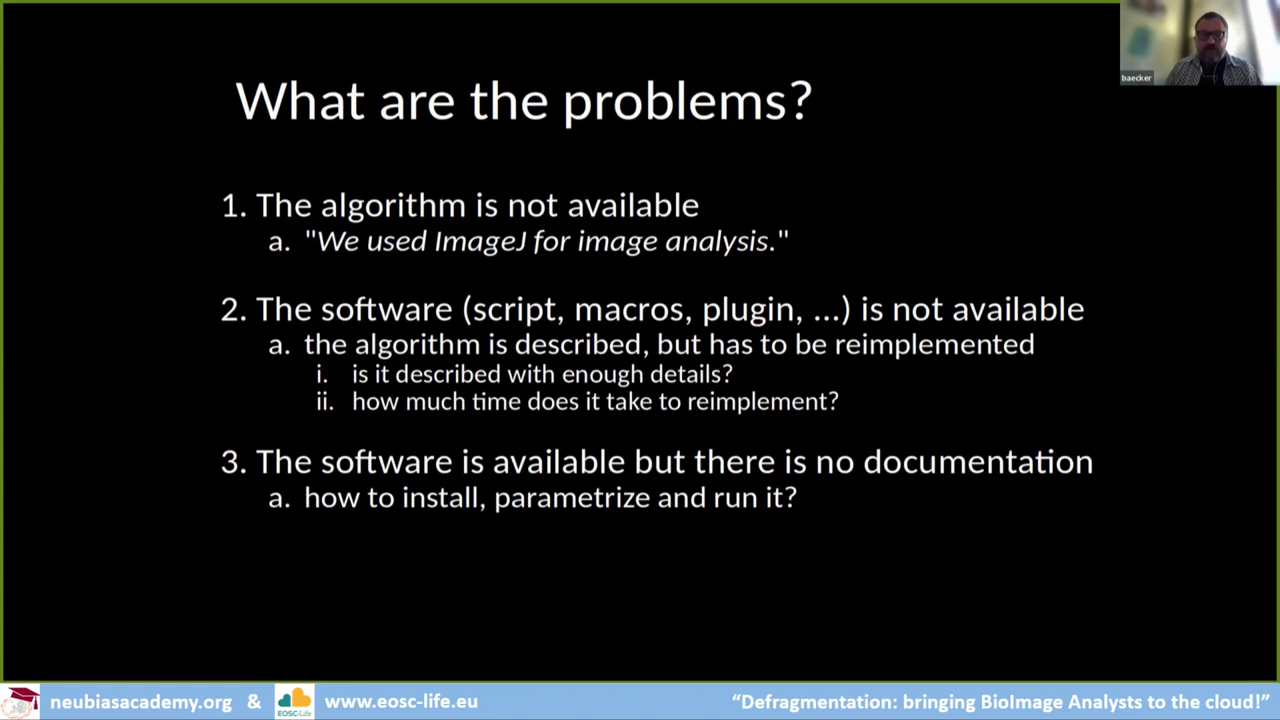 baecker
What are the problems?
1. The algorithm is not available
a. "We used ImageJ for image analysis."
2. The software (script, macros, plugin, ...) is not available
a. the algorithm is described, but has to be reimplemented
i. is it described with enough details?
ii. how much time does it take to reimplement?
3. The software is available but there is no documentation
a. how to install, parametrize and run it?
neubiasacademy.org & EOSC-Life www.eosc-life.eu “Defragmentation: bringing BioImage Analysts to the cloud!”